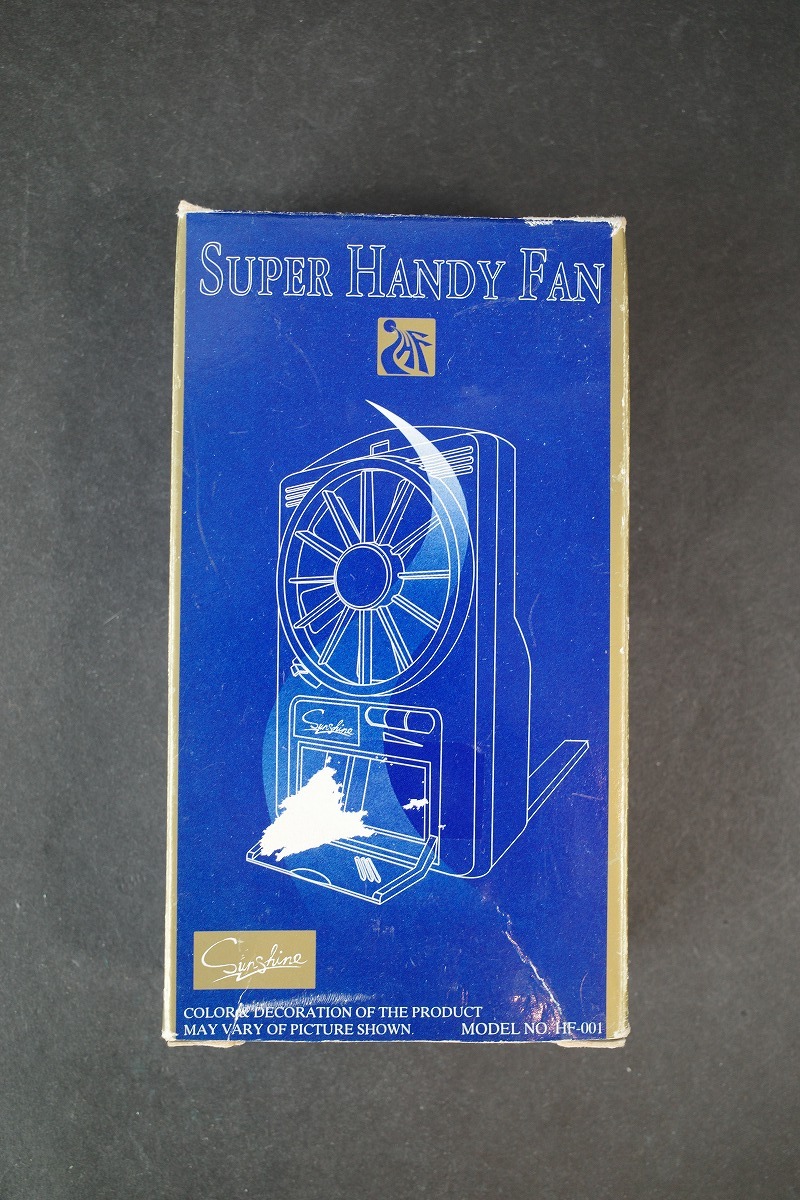 SUPER HANDY FAN
HF
Sunshine
Sunshine
COLOR & DECORATION OF THE PRODUCT
MAY VARY OF PICTURE SHOWN.
MODEL NO. HF-001